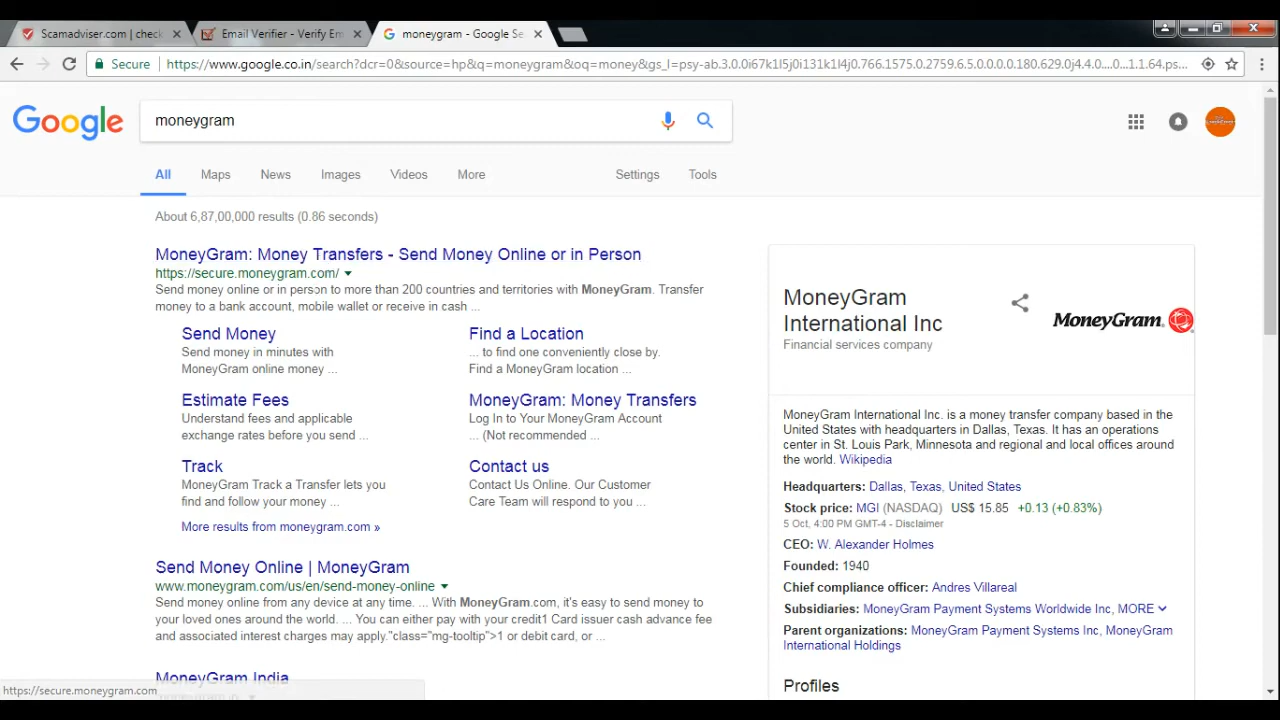 Scamadviser.com | check
Email Verifier - Verify Em
moneygram - Google Se
Secure
https://www.google.co.in/search?dcr=0&source=hp&q=moneygram&oq=money&gs_l=psy-ab.3.0.0i67k1l5j0i131k1l4j0.766.1575.0.2759.6.5.0.0.0.0.180.629.0j4.4.0....0...1.1.64.ps...
Google
moneygram
All Maps News Images Videos More Settings Tools
About 6,87,00,000 results (0.86 seconds)
MoneyGram: Money Transfers - Send Money Online or in Person
https://secure.moneygram.com/
Send money online or in person to more than 200 countries and territories with MoneyGram. Transfer
money to a bank account, mobile wallet or receive in cash ...
Send Money
Send money in minutes with
MoneyGram online money ...
Find a Location
... to find one conveniently close by.
Find a MoneyGram location ...
Estimate Fees
Understand fees and applicable
exchange rates before you send ...
MoneyGram: Money Transfers
Log In to Your MoneyGram Account
... (Not recommended ...
Track
MoneyGram Track a Transfer lets you
find and follow your money ...
Contact us
Contact Us Online. Our Customer
Care Team will respond to you ...
More results from moneygram.com »
Send Money Online | MoneyGram
www.moneygram.com/us/en/send-money-online
Send money online from any device at any time. ... With MoneyGram.com, it's easy to send money to
your loved ones around the world. ... You can either pay with your credit1 Card issuer cash advance fee
and associated interest charges may apply."class="mg-tooltip">1 or debit card, or ...
MoneyGram India
https://secure.moneygram.com
MoneyGram
International Inc
Financial services company
MoneyGram.
MoneyGram International Inc. is a money transfer company based in the
United States with headquarters in Dallas, Texas. It has an operations
center in St. Louis Park, Minnesota and regional and local offices around
the world. Wikipedia
Headquarters: Dallas, Texas, United States
Stock price: MGI (NASDAQ) US$ 15.85 +0.13 (+0.83%)
5 Oct, 4:00 PM GMT-4 - Disclaimer
CEO: W. Alexander Holmes
Founded: 1940
Chief compliance officer: Andres Villareal
Subsidiaries: MoneyGram Payment Systems Worldwide Inc, MORE
Parent organizations: MoneyGram Payment Systems Inc, MoneyGram
International Holdings
Profiles